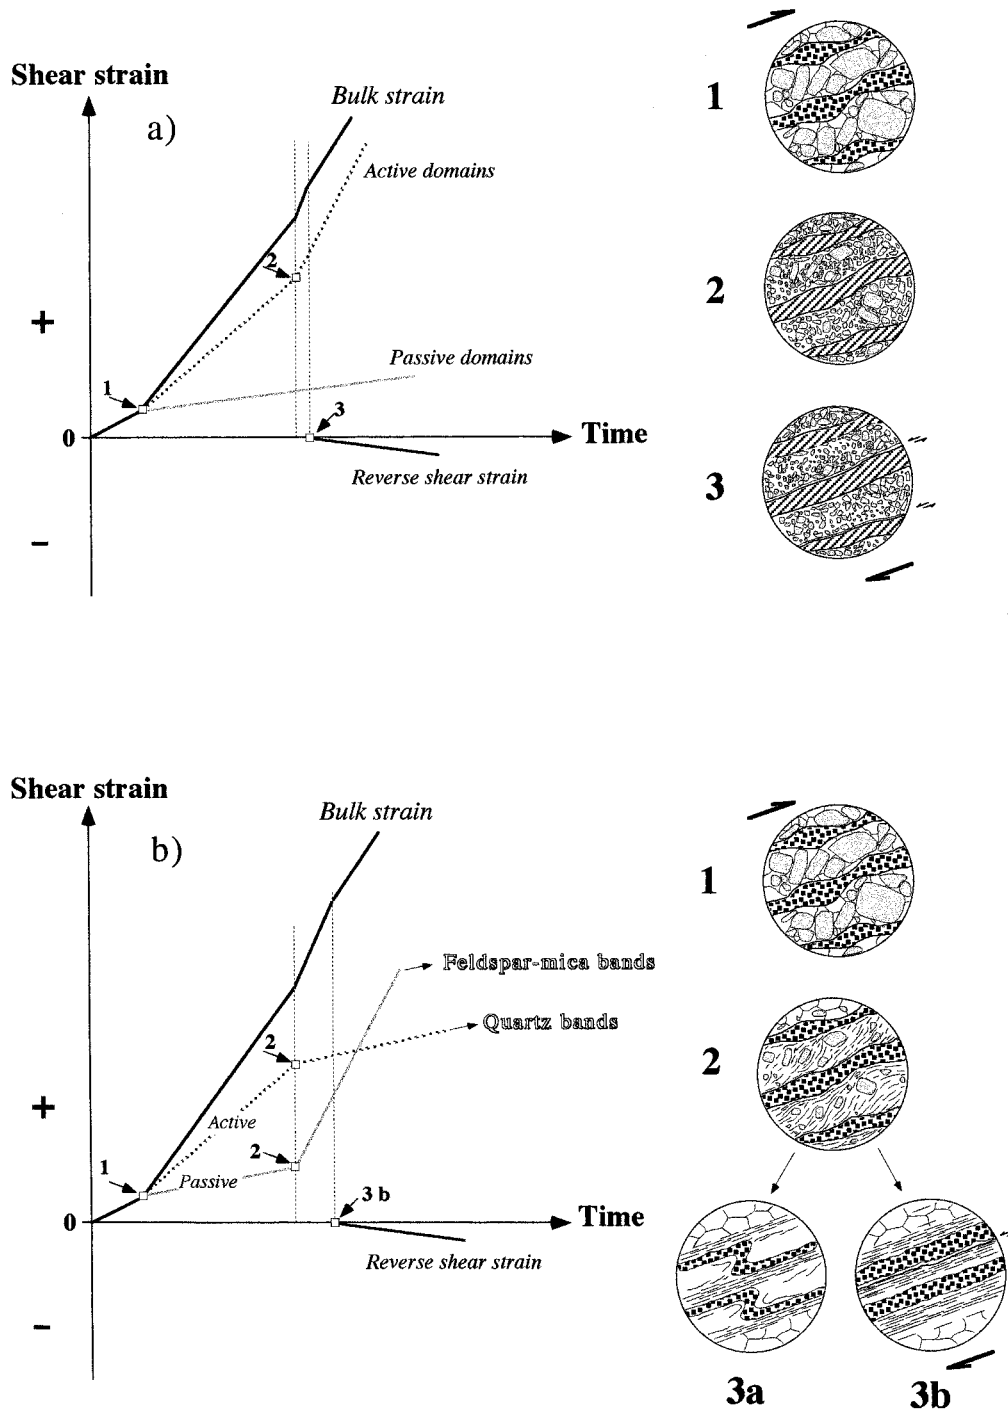 Shear strain
a)
Bulk strain
Active domains
2
+
Passive domains
1
3
0
Time
Reverse shear strain
–
1
2
3
Shear strain
b)
Bulk strain
Feldspar-mica bands
Quartz bands
2
+
Active
2
1
Passive
3 b
0
Time
Reverse shear strain
–
1
2
3a
3b